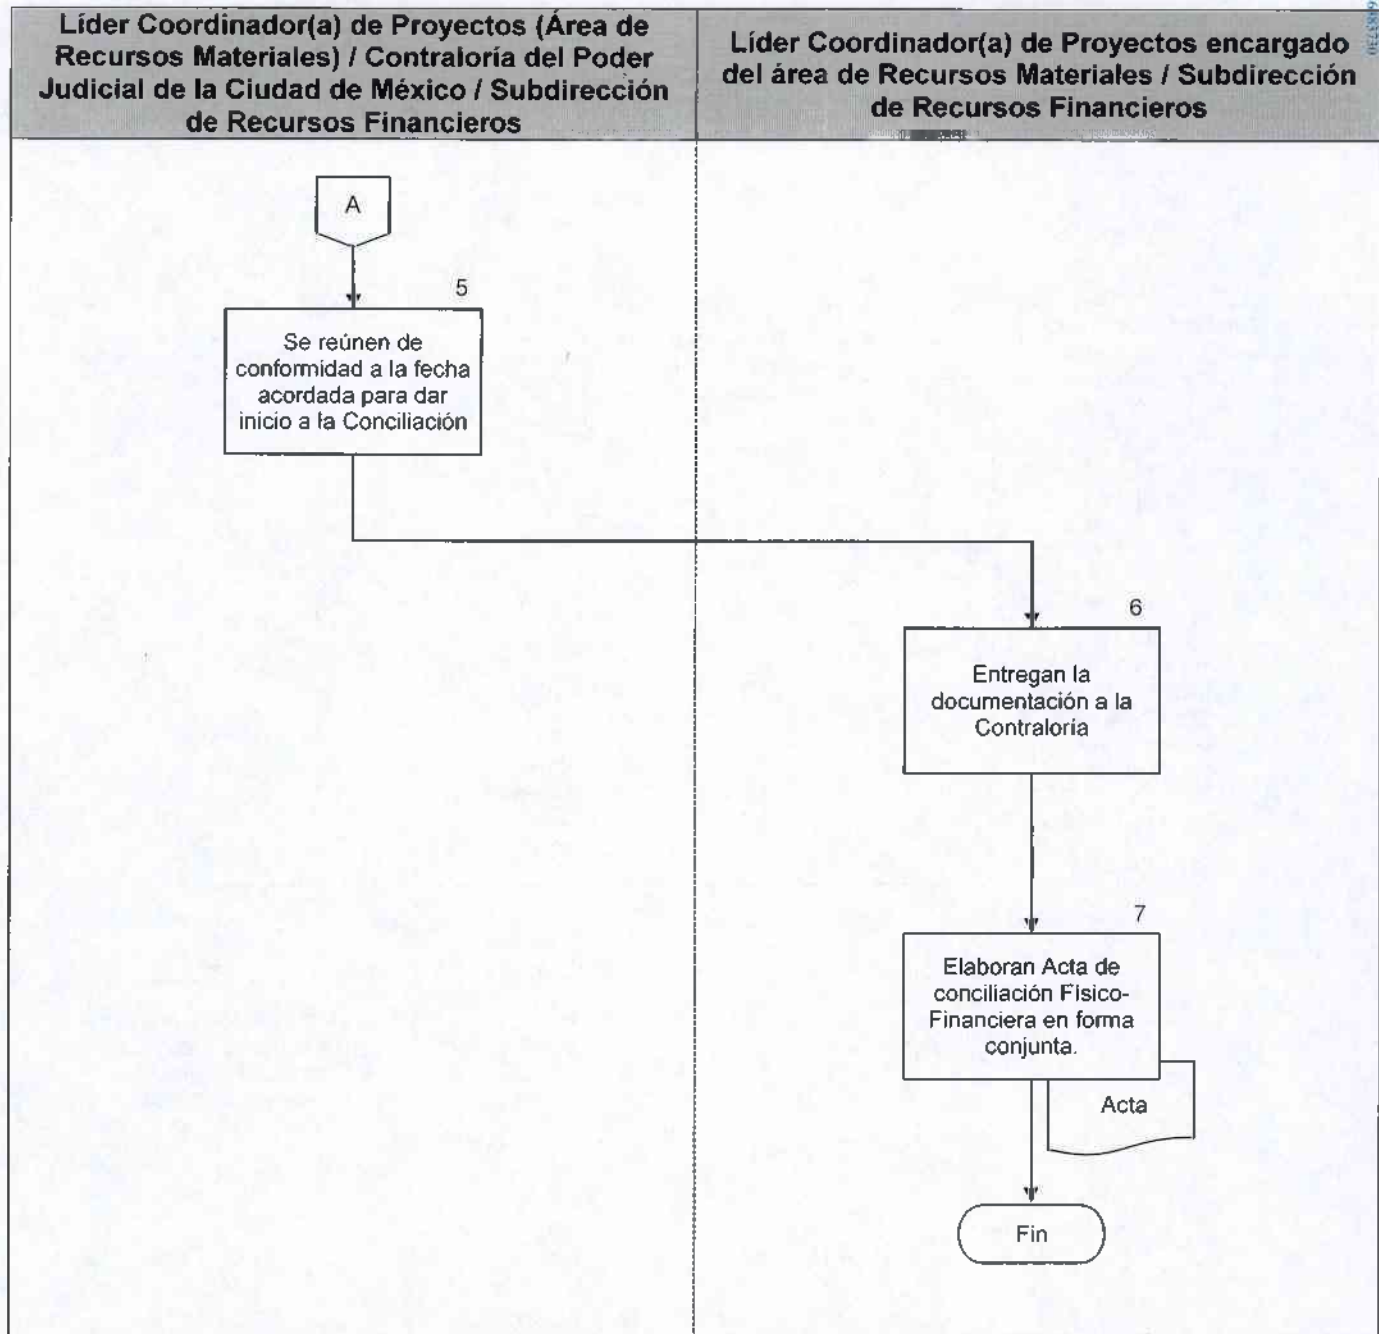 Líder Coordinador(a) de Proyectos (Área de
Recursos Materiales) / Contraloría del Poder
Judicial de la Ciudad de México / Subdirección
de Recursos Financieros
Líder Coordinador(a) de Proyectos encargado
del área de Recursos Materiales / Subdirección
de Recursos Financieros
A
5
Se reúnen de
conformidad a la fecha
acordada para dar
inicio a la Conciliación
6
Entregan la
documentación a la
Contraloría
7
Elaboran Acta de
conciliación Físico-
Financiera en forma
conjunta.
Acta
Fin